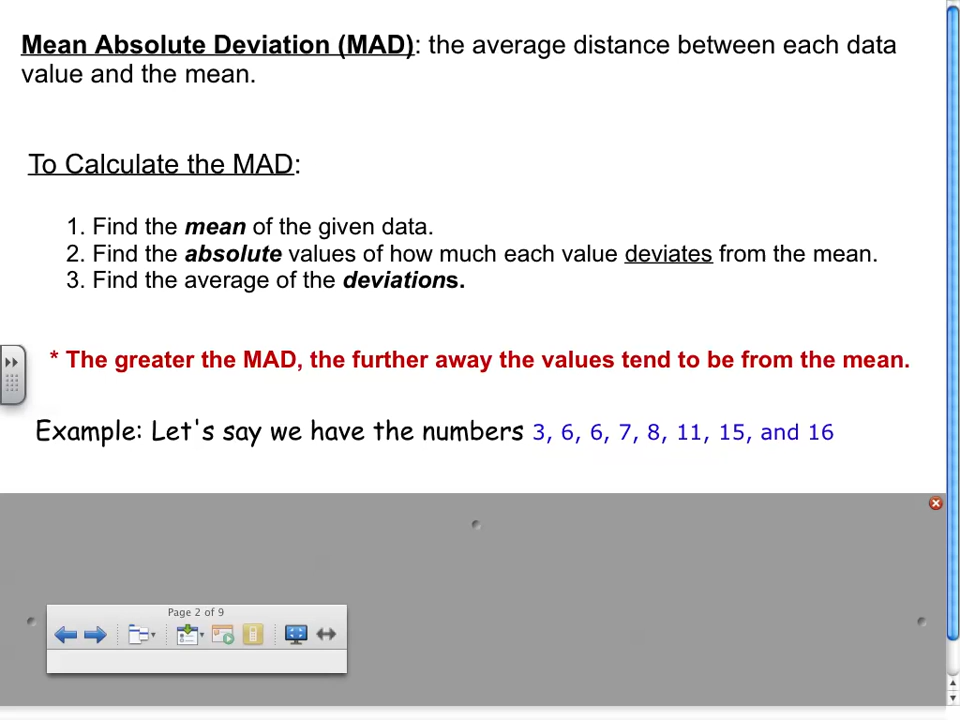 Mean Absolute Deviation (MAD): the average distance between each data
value and the mean.
To Calculate the MAD:
1. Find the mean of the given data.
2. Find the absolute values of how much each value deviates from the mean.
3. Find the average of the deviations.
* The greater the MAD, the further away the values tend to be from the mean.
Example: Let's say we have the numbers 3, 6, 6, 7, 8, 11, 15, and 16
Page 2 of 9